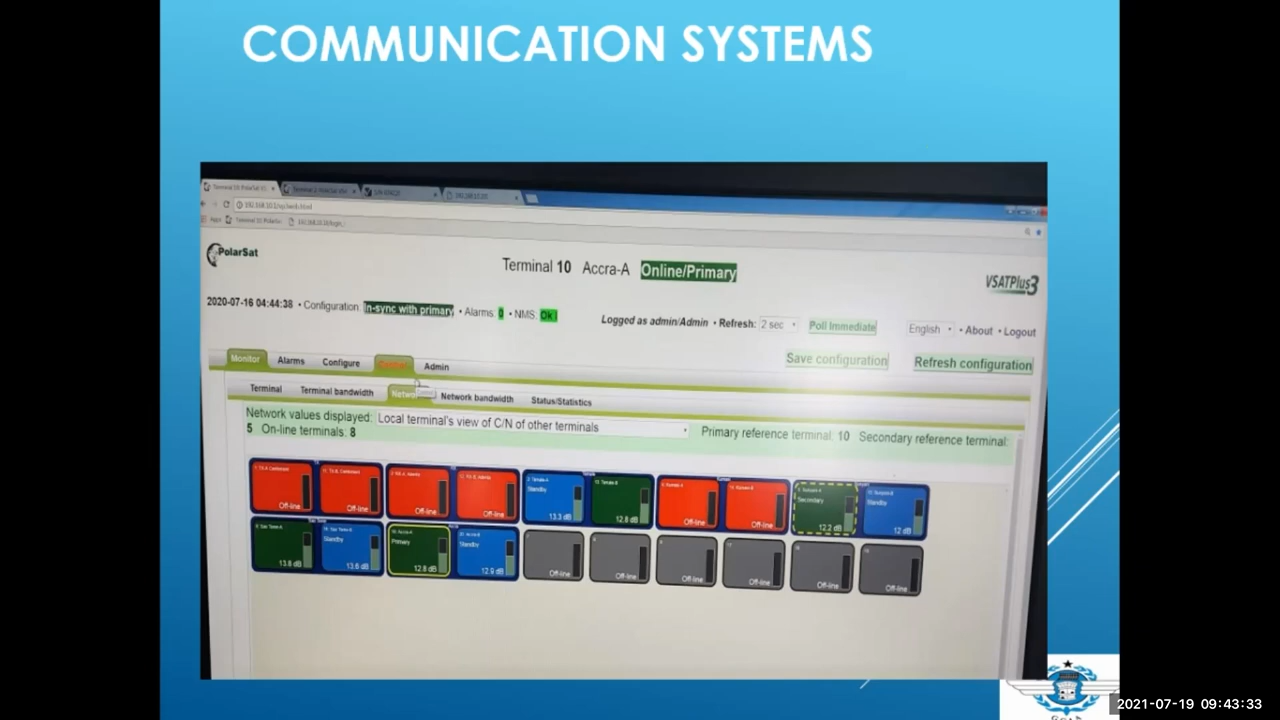 COMMUNICATION SYSTEMS
PolarSat
Terminal 10 Accra-A Online/Primary
VSATPlus3
2020-07-16 04:44:38 • Configuration: In-sync with primary • Alarms: 0 • NMS: Ok !
Logged as admin/Admin • Refresh: 2 sec Poll Immediate English • About • Logout
Save configuration Refresh configuration
Monitor Alarms Configure Control Admin
Terminal Terminal bandwidth Network bandwidth Status/Statistics
Network values displayed: Local terminal's view of C/N of other terminals Primary reference terminal: 10 Secondary reference terminal:
5 On-line terminals: 8
Standby Secondary Standby
Off-line Off-line Off-line Off-line 13.3 dB 12.8 dB Off-line Off-line 12.2 dB 12 dB
Standby Primary Standby
13.8 dB 13.6 dB 12.8 dB 12.9 dB Off-line Off-line Off-line Off-line Off-line Off-line
2021-07-19 09:43:33